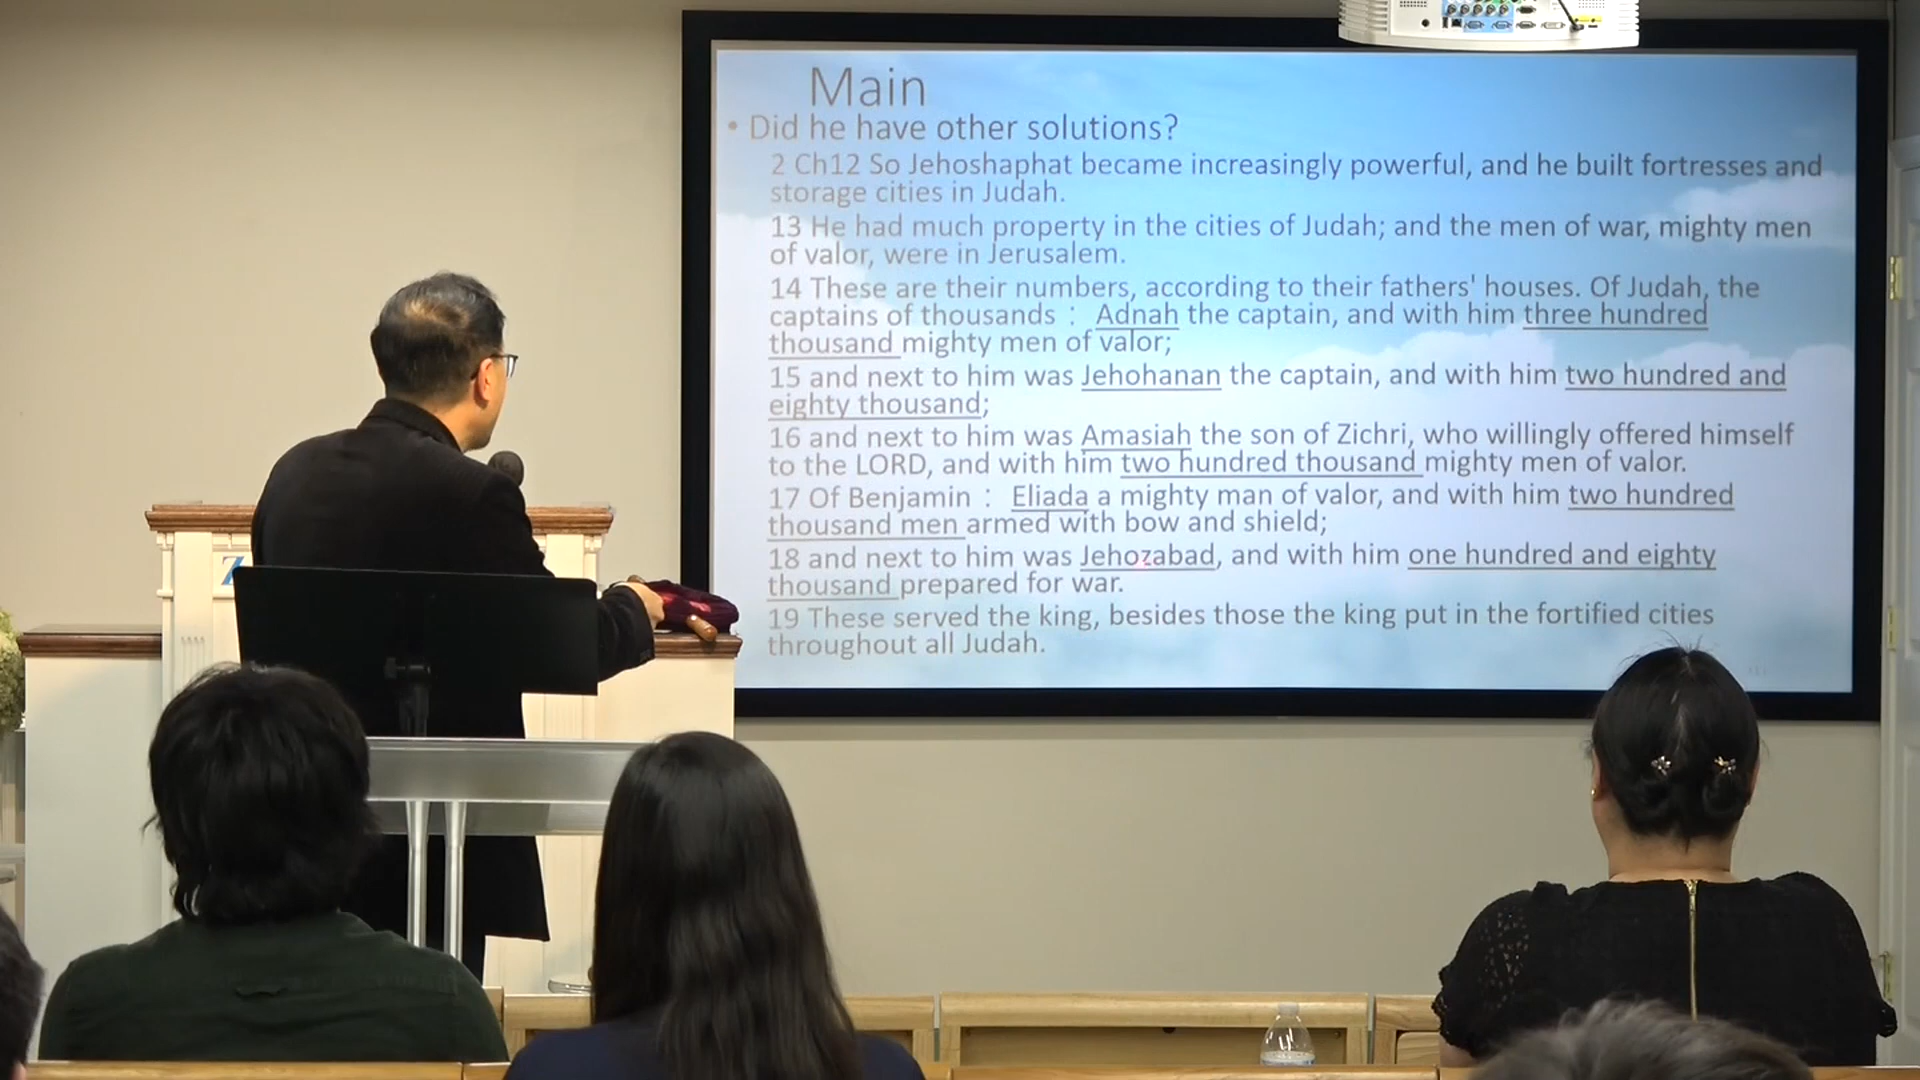 Main
• Did he have other solutions?
2 Ch12 So Jehoshaphat became increasingly powerful, and he built fortresses and
storage cities in Judah.
13 He had much property in the cities of Judah; and the men of war, mighty men
of valor, were in Jerusalem.
14 These are their numbers, according to their fathers' houses. Of Judah, the
captains of thousands : Adnah the captain, and with him three hundred
thousand mighty men of valor;
15 and next to him was Jehohanan the captain, and with him two hundred and
eighty thousand;
16 and next to him was Amasiah the son of Zichri, who willingly offered himself
to the LORD, and with him two hundred thousand mighty men of valor.
17 Of Benjamin : Eliada a mighty man of valor, and with him two hundred
thousand men armed with bow and shield;
18 and next to him was Jehozabad, and with him one hundred and eighty
thousand prepared for war.
19 These served the king, besides those the king put in the fortified cities
throughout all Judah.